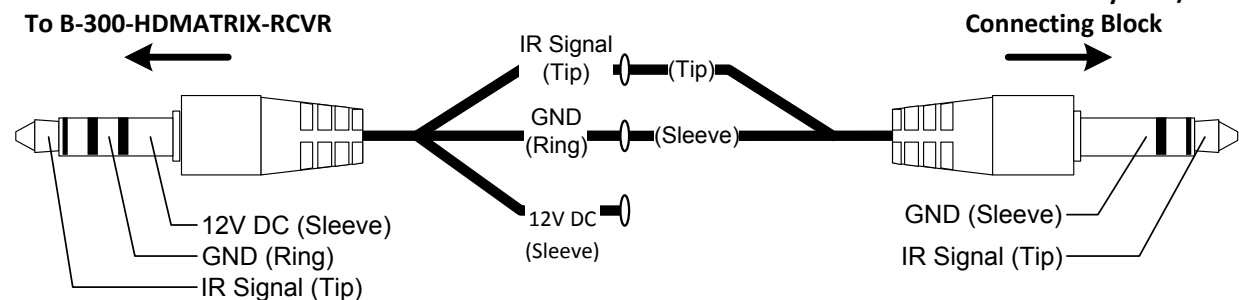 To B-300-HDMATRIX-RCVR
Connecting Block
IR Signal
(Tip)
(Tip)
GND
(Ring)
(Sleeve)
12V DC
(Sleeve)
12V DC (Sleeve)
GND (Ring)
IR Signal (Tip)
GND (Sleeve)
IR Signal (Tip)